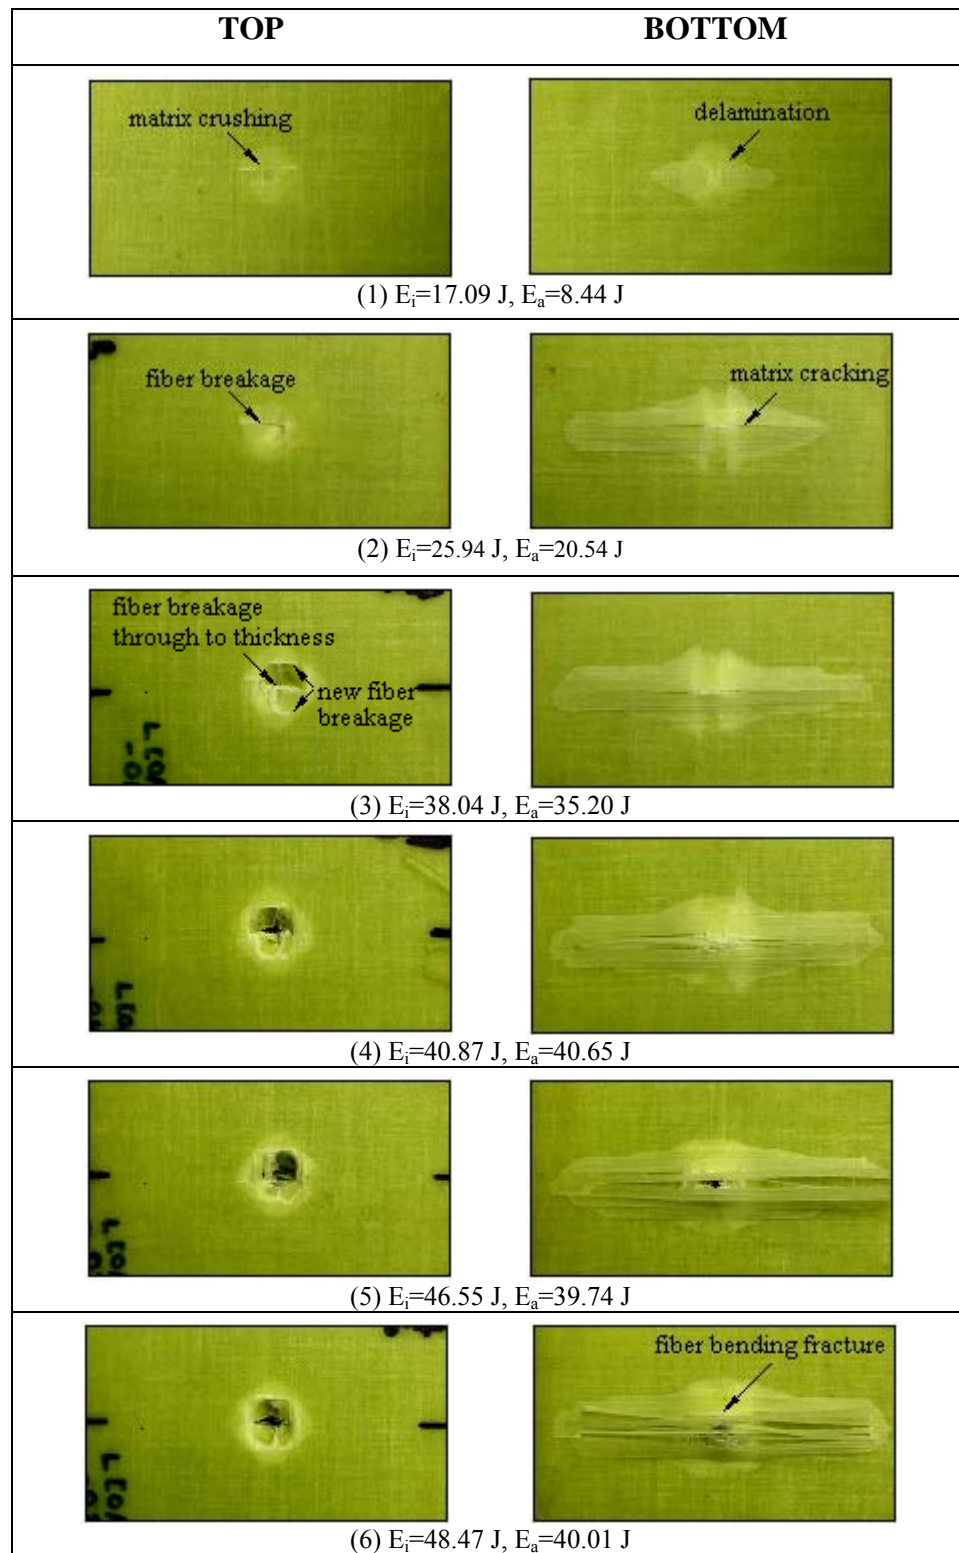 TOP BOTTOM
matrix crushing
delamination
(1) Eᵢ=17.09 J, Eₐ=8.44 J
fiber breakage
matrix cracking
(2) Eᵢ=25.94 J, Eₐ=20.54 J
fiber breakage
through to thickness
new fiber
breakage
(3) Eᵢ=38.04 J, Eₐ=35.20 J
(4) Eᵢ=40.87 J, Eₐ=40.65 J
(5) Eᵢ=46.55 J, Eₐ=39.74 J
fiber bending fracture
(6) Eᵢ=48.47 J, Eₐ=40.01 J